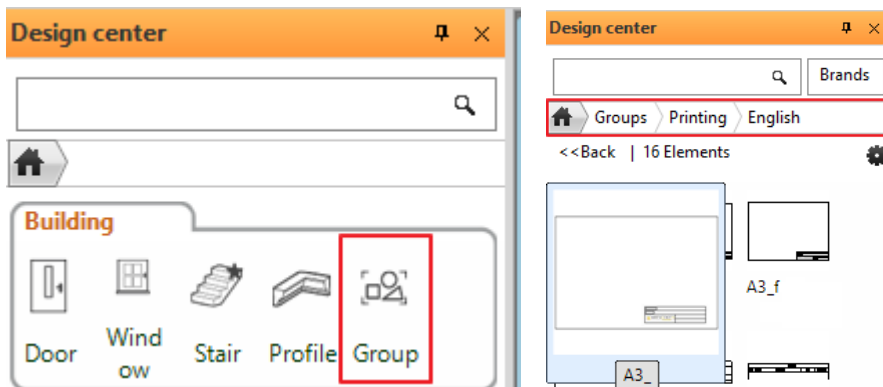 Design center
Building
Door
Wind
ow
Stair
Profile
Group
Design center
Brands
Groups
Printing
English
<<Back | 16 Elements
A3_f
A3_